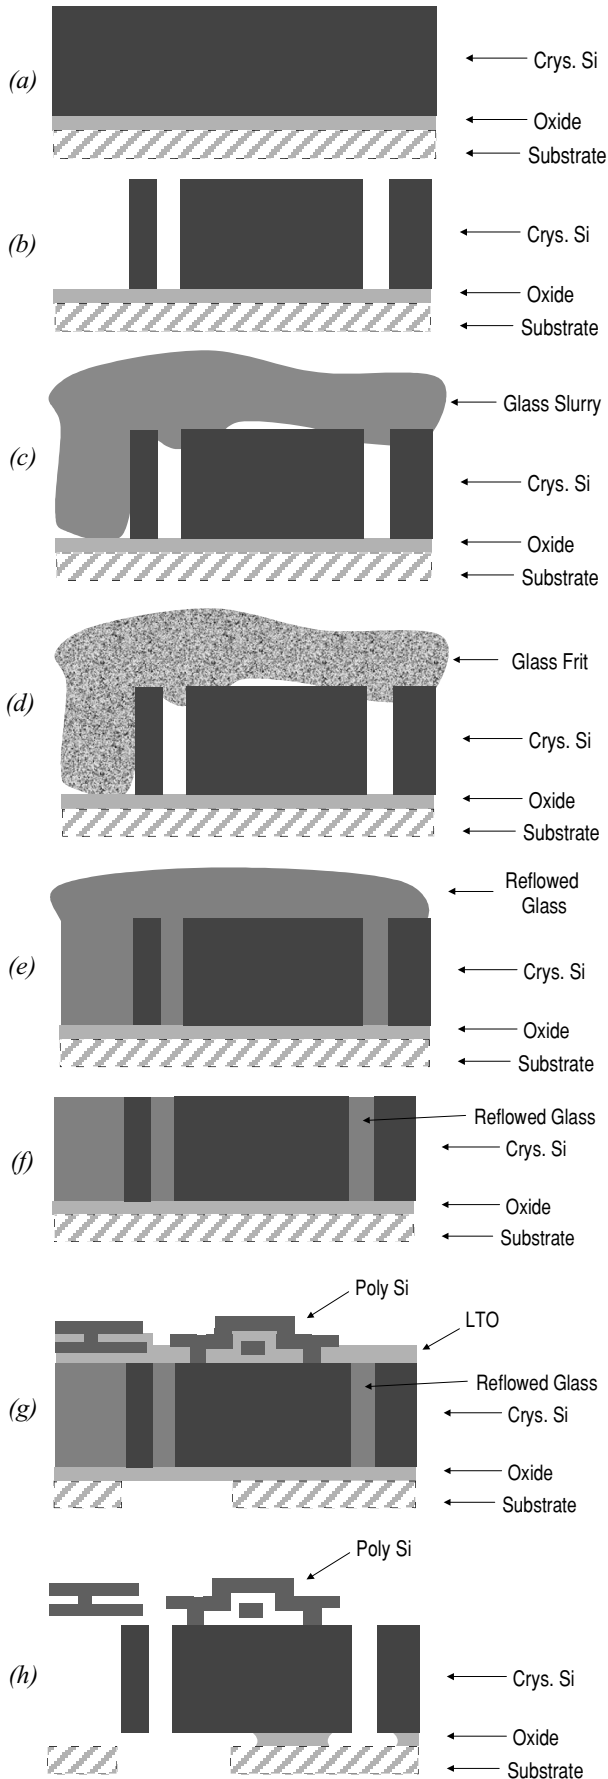 (a)
Crys. Si
Oxide
Substrate
(b)
Crys. Si
Oxide
Substrate
(c)
Glass Slurry
Crys. Si
Oxide
Substrate
(d)
Glass Frit
Crys. Si
Oxide
Substrate
(e)
Reflowed
Glass
Crys. Si
Oxide
Substrate
(f)
Reflowed Glass
Crys. Si
Oxide
Substrate
(g)
Poly Si
LTO
Reflowed Glass
Crys. Si
Oxide
Substrate
(h)
Poly Si
Crys. Si
Oxide
Substrate